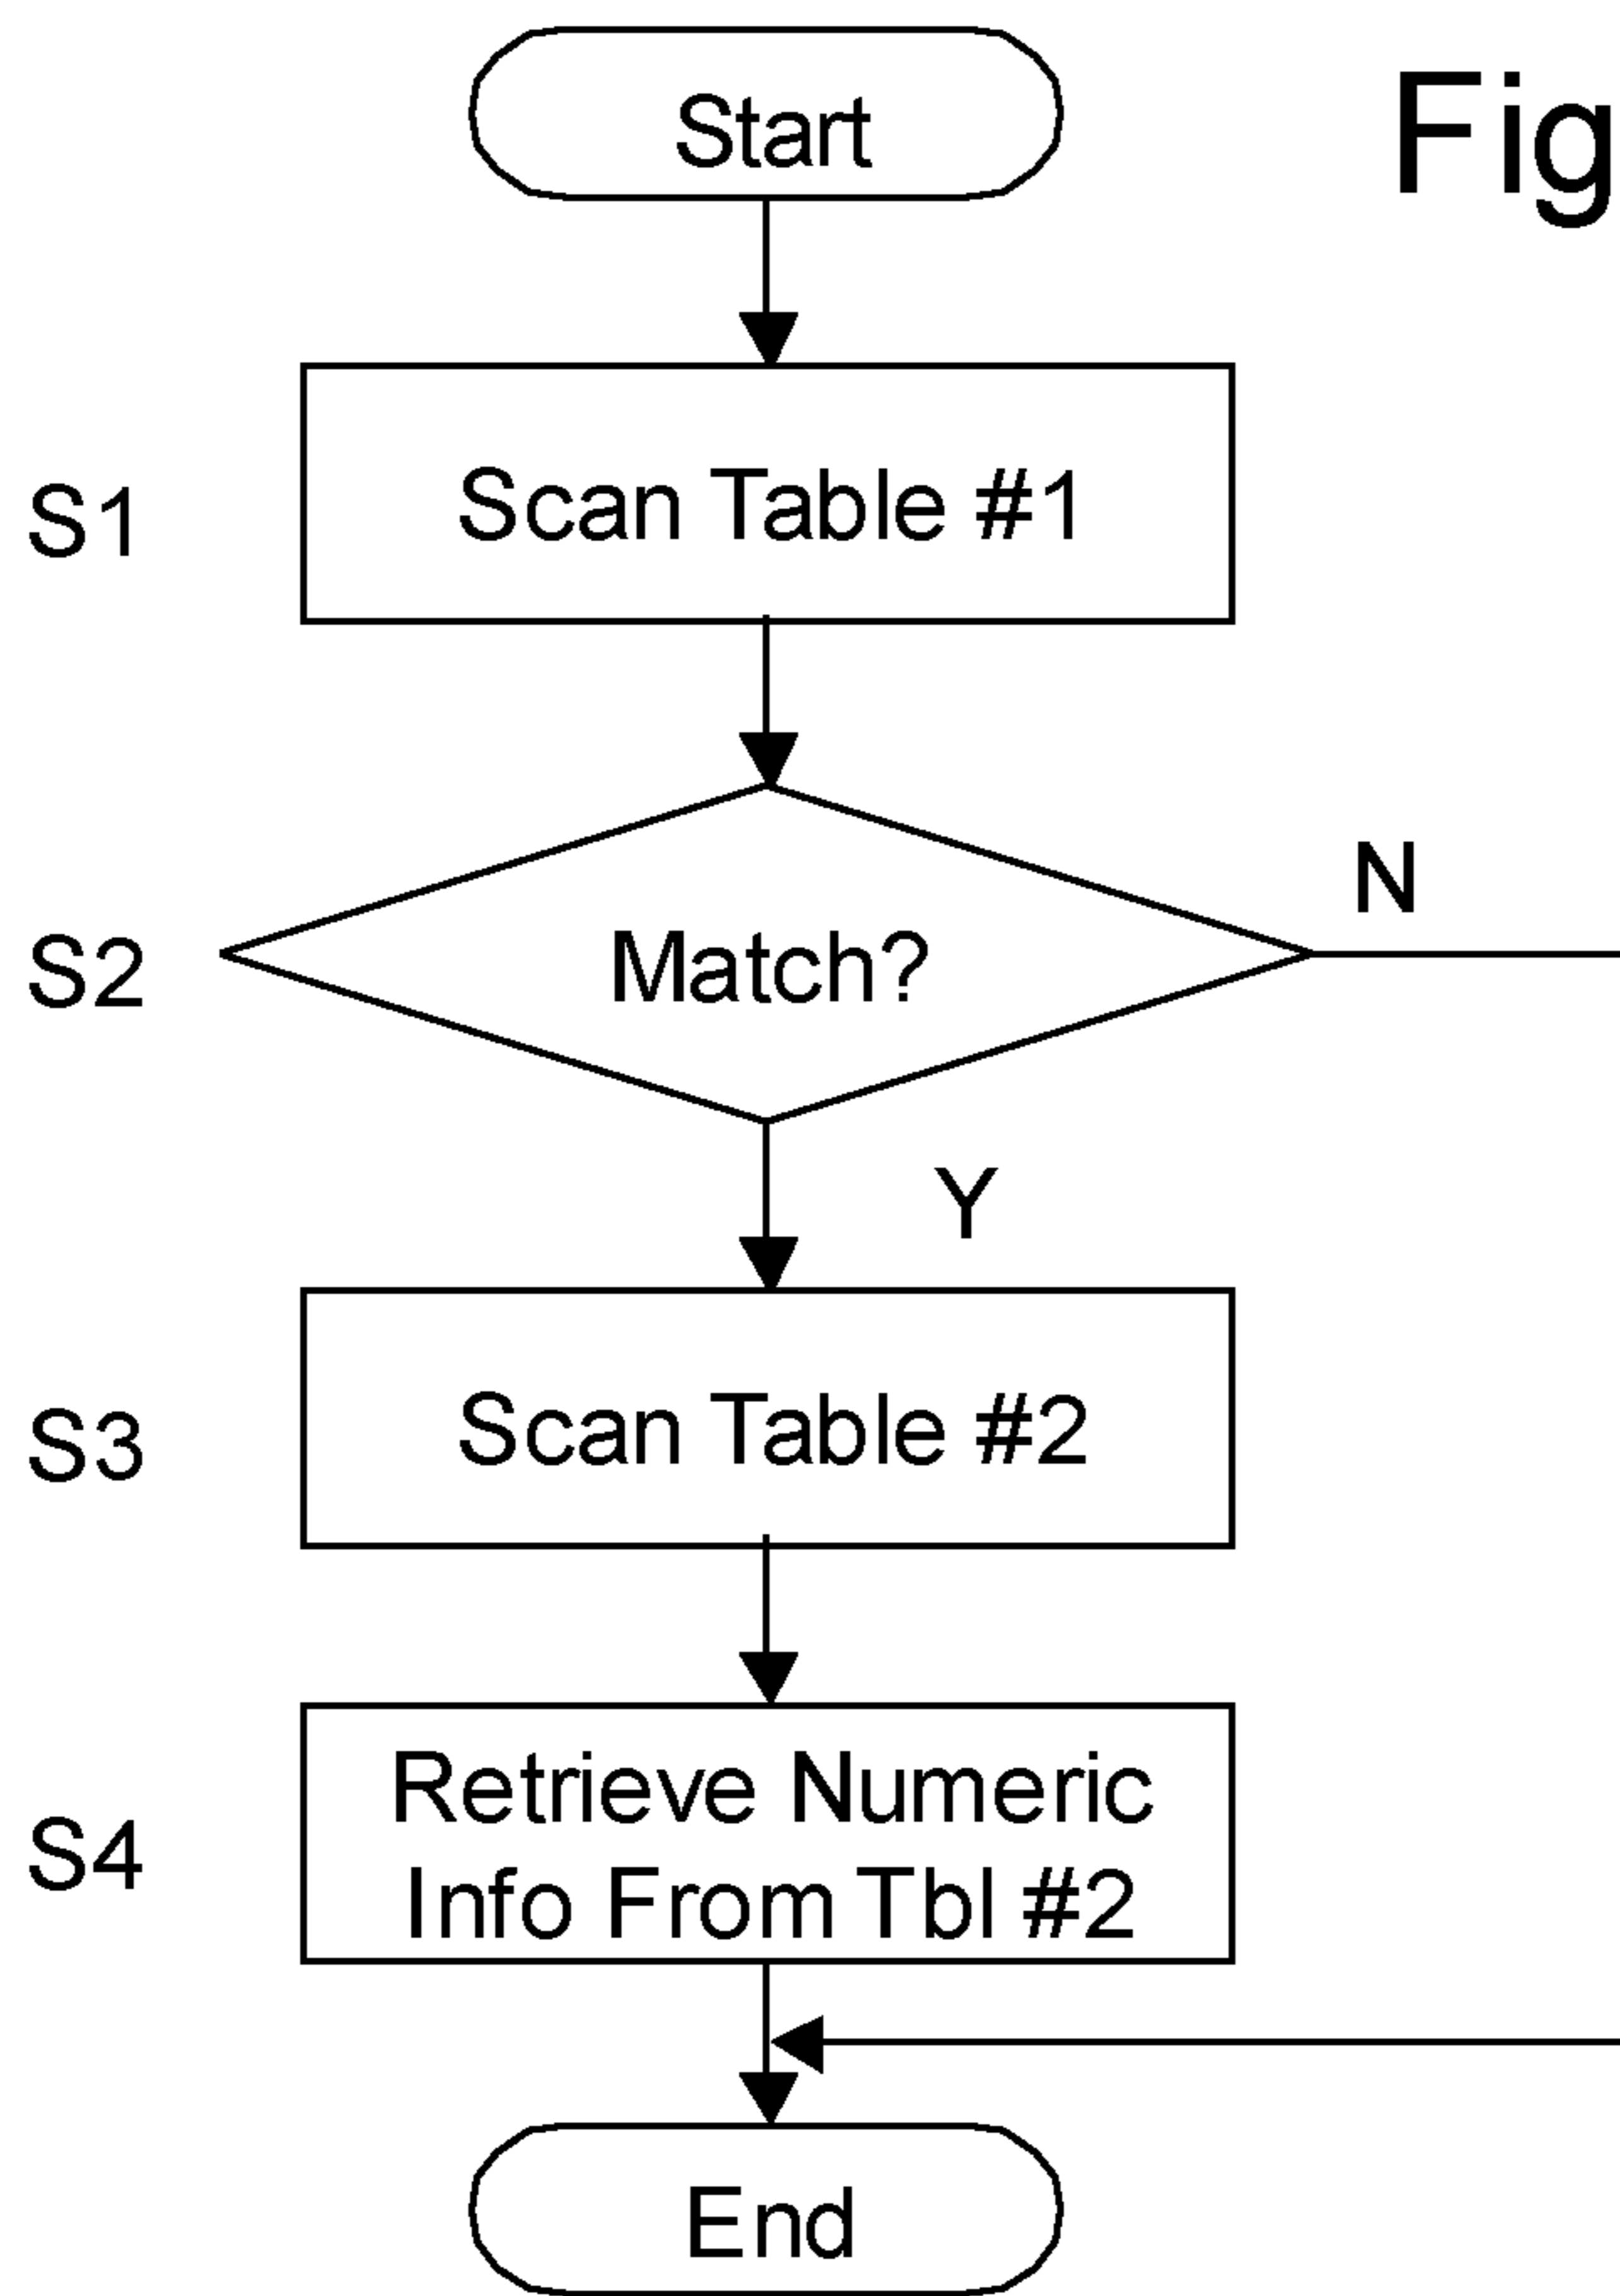 Start
Fig
S1
Scan Table #1
S2
Match?
N
Y
S3
Scan Table #2
S4
Retrieve Numeric
Info From Tbl #2
End